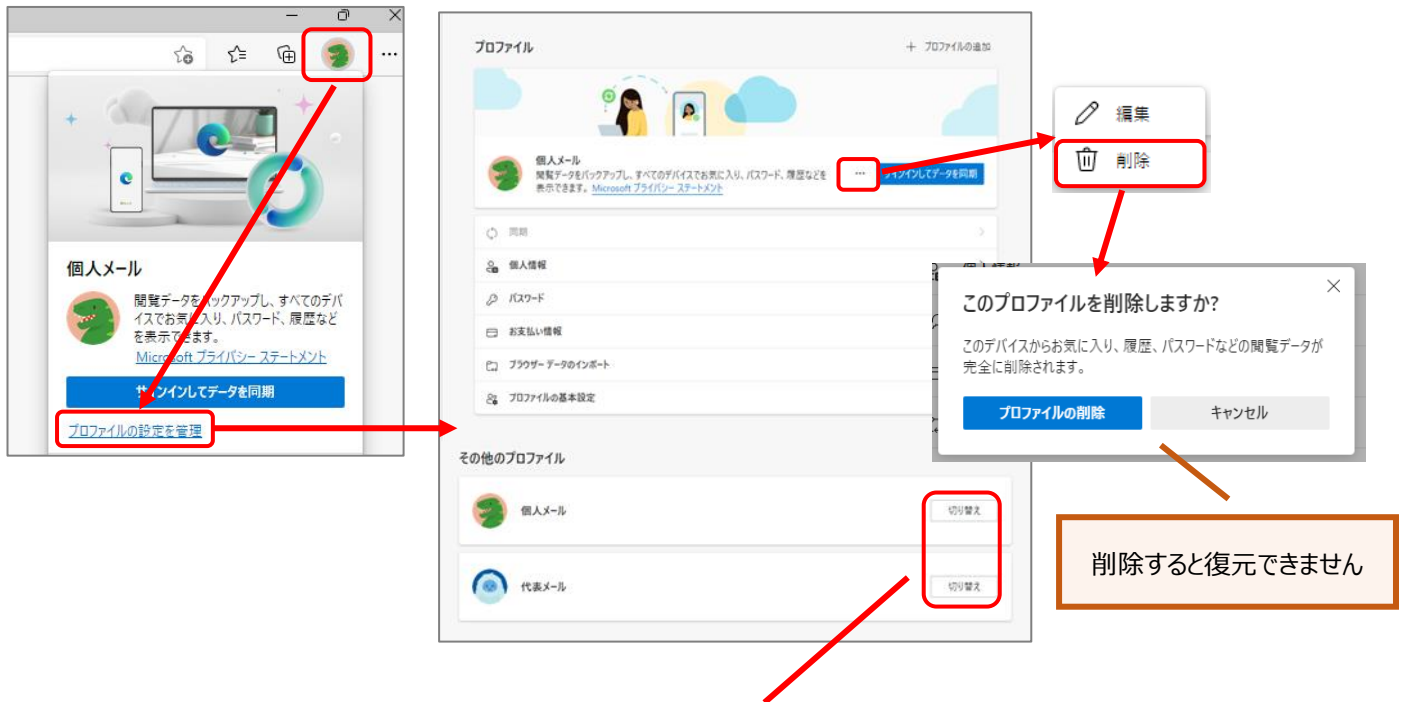 個人メール
閲覧データをバックアップし、すべてのデバ
イスでお気に入り、パスワード、履歴など
を表示できます。
Microsoft プライバシー ステートメント
サインインしてデータを同期
プロファイルの設定を管理
プロファイル
+ プロファイルの追加
個人メール
閲覧データをバックアップし、すべてのデバイスでお気に入り、パスワード、履歴などを
表示できます。 Microsoft プライバシー ステートメント
サインインしてデータを同期
同期
個人情報
パスワード
お支払い情報
ブラウザー データのインポート
プロファイルの基本設定
その他のプロファイル
個人メール
切り替え
代表メール
切り替え
編集
削除
このプロファイルを削除しますか?
このデバイスからお気に入り、履歴、パスワードなどの閲覧データが
完全に削除されます。
プロファイルの削除
キャンセル
削除すると復元できません